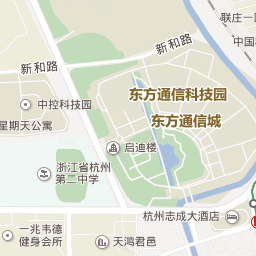 联庄一区
新和路
中国
新和路
东方通信科技园
中控科技园
东方通信城
星期天公寓
启迪楼
浙江省杭州
第二中学
杭州志成大酒店
一兆韦德
健身会所
天鸿君邑